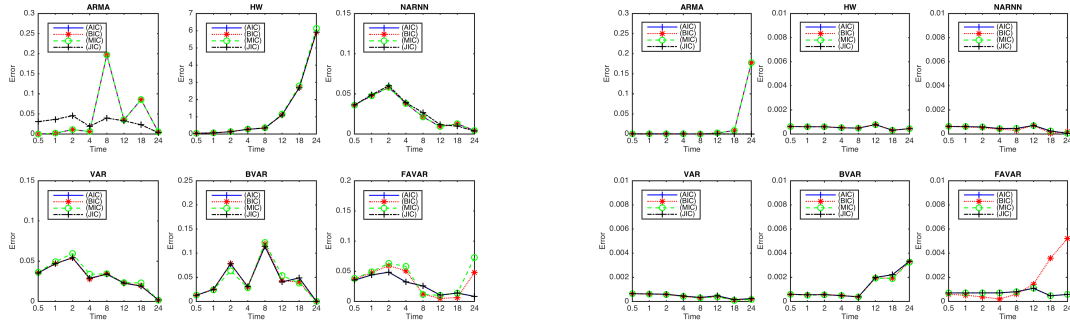 ARMA
0.3
0.25
0.2
0.15
0.1
0.05
0
Error
(AIC)
(BIC)
(MIC)
(JIC)
0.5 1 2 4 8 12 18 24
Time
HW
7
6
5
4
3
2
1
0
Error
(AIC)
(BIC)
(MIC)
(JIC)
0.5 1 2 4 8 12 18 24
Time
NARNN
0.15
0.1
0.05
0
Error
(AIC)
(BIC)
(MIC)
(JIC)
0.5 1 2 4 8 12 18 24
Time
ARMA
0.3
0.25
0.2
0.15
0.1
0.05
0
Error
(AIC)
(BIC)
(MIC)
(JIC)
0.5 1 2 4 8 12 18 24
Time
HW
0.01
0.008
0.006
0.004
0.002
0
Error
(AIC)
(BIC)
(MIC)
(JIC)
0.5 1 2 4 8 12 18 24
Time
NARNN
0.01
0.008
0.006
0.004
0.002
0
Error
(AIC)
(BIC)
(MIC)
(JIC)
0.5 1 2 4 8 12 18 24
Time
VAR
0.15
0.1
0.05
0
Error
(AIC)
(BIC)
(MIC)
(JIC)
0.5 1 2 4 8 12 18 24
Time
BVAR
0.25
0.2
0.15
0.1
0.05
0
Error
(AIC)
(BIC)
(MIC)
(JIC)
0.5 1 2 4 8 12 18 24
Time
FAVAR
0.2
0.15
0.1
0.05
0
Error
(AIC)
(BIC)
(MIC)
(JIC)
0.5 1 2 4 8 12 18 24
Time
VAR
0.01
0.008
0.006
0.004
0.002
0
Error
(AIC)
(BIC)
(MIC)
(JIC)
0.5 1 2 4 8 12 18 24
Time
BVAR
0.01
0.008
0.006
0.004
0.002
0
Error
(AIC)
(BIC)
(MIC)
(JIC)
0.5 1 2 4 8 12 18 24
Time
FAVAR
0.01
0.008
0.006
0.004
0.002
0
Error
(AIC)
(BIC)
(MIC)
(JIC)
0.5 1 2 4 8 12 18 24
Time